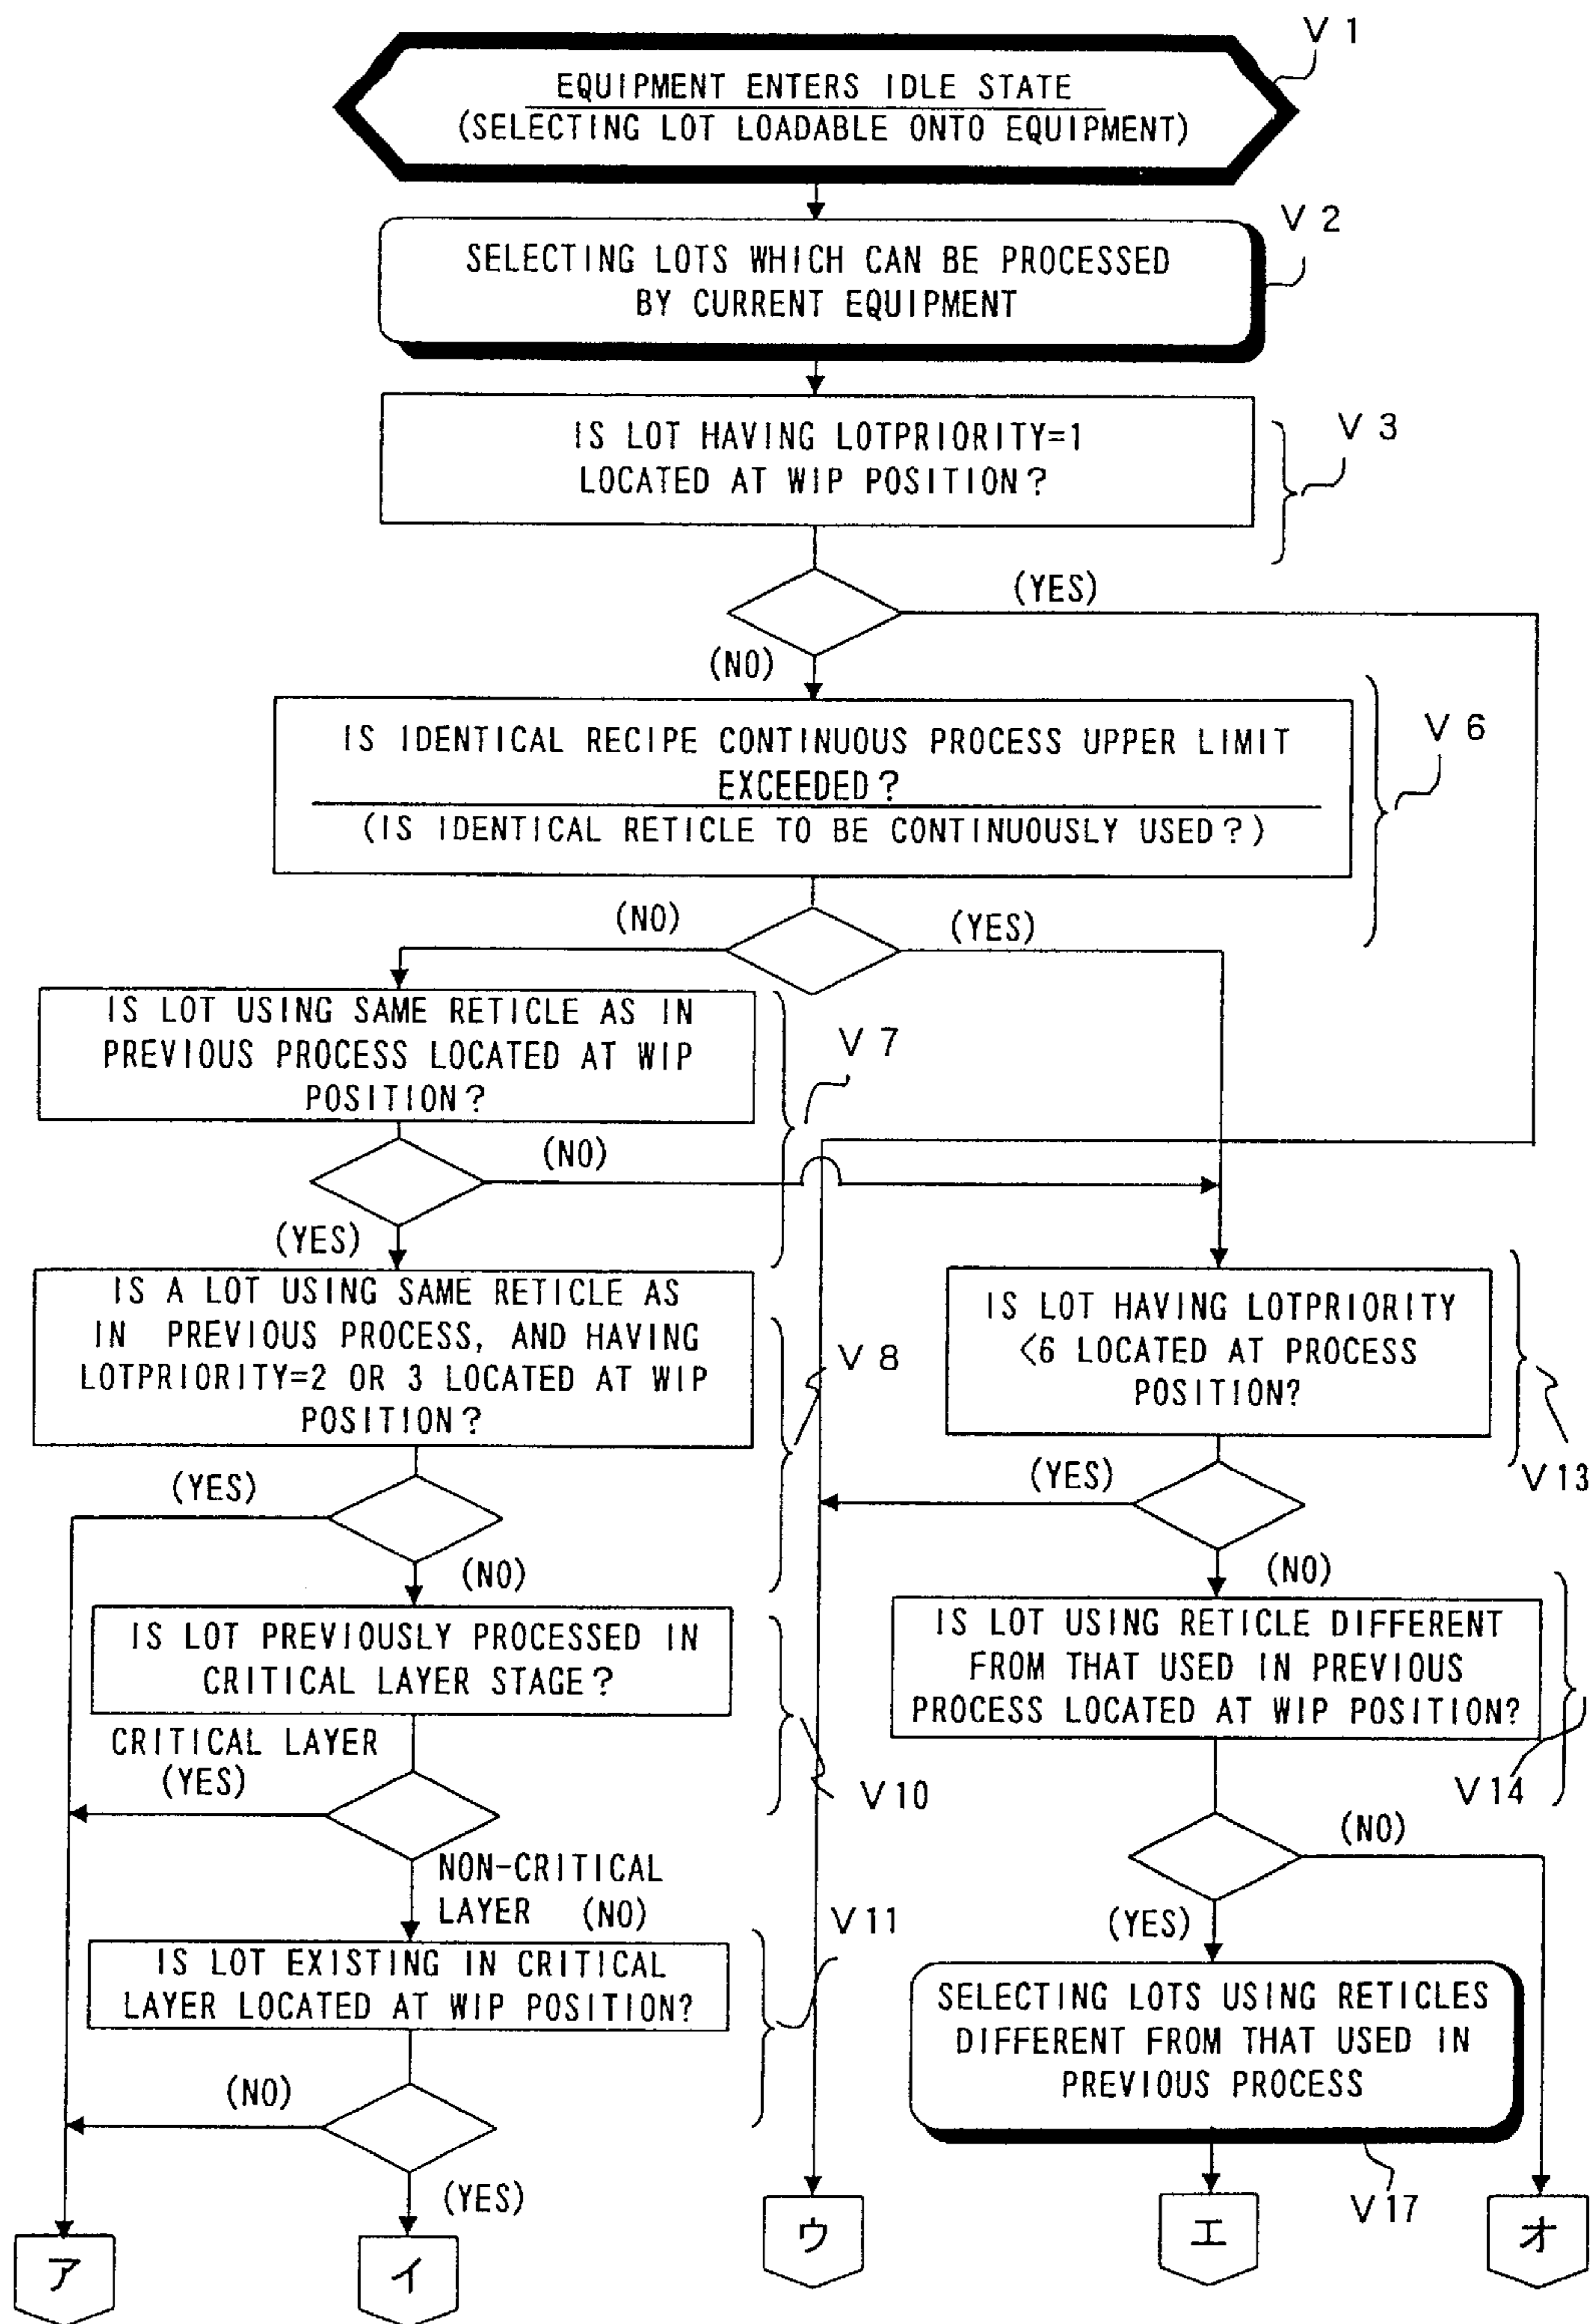 V 1
EQUIPMENT ENTERS IDLE STATE
(SELECTING LOT LOADABLE ONTO EQUIPMENT)
V 2
SELECTING LOTS WHICH CAN BE PROCESSED
BY CURRENT EQUIPMENT
V 3
IS LOT HAVING LOTPRIORITY=1
LOCATED AT WIP POSITION?
(YES)
(NO)
V 6
IS IDENTICAL RECIPE CONTINUOUS PROCESS UPPER LIMIT
EXCEEDED?
(IS IDENTICAL RETICLE TO BE CONTINUOUSLY USED?)
(NO)
(YES)
IS LOT USING SAME RETICLE AS IN
PREVIOUS PROCESS LOCATED AT WIP
POSITION?
V 7
(NO)
(YES)
IS A LOT USING SAME RETICLE AS
IN PREVIOUS PROCESS, AND HAVING
LOTPRIORITY=2 OR 3 LOCATED AT WIP
POSITION?
V 8
IS LOT HAVING LOTPRIORITY
<6 LOCATED AT PROCESS
POSITION?
V 13
(YES)
(NO)
(YES)
(NO)
IS LOT PREVIOUSLY PROCESSED IN
CRITICAL LAYER STAGE?
V 10
CRITICAL LAYER
(YES)
NON-CRITICAL
LAYER (NO)
IS LOT USING RETICLE DIFFERENT
FROM THAT USED IN PREVIOUS
PROCESS LOCATED AT WIP POSITION?
V 14
(NO)
(YES)
V 11
IS LOT EXISTING IN CRITICAL
LAYER LOCATED AT WIP POSITION?
(NO)
(YES)
SELECTING LOTS USING RETICLES
DIFFERENT FROM THAT USED IN
PREVIOUS PROCESS
V 17
ア
イ
ウ
エ
オ